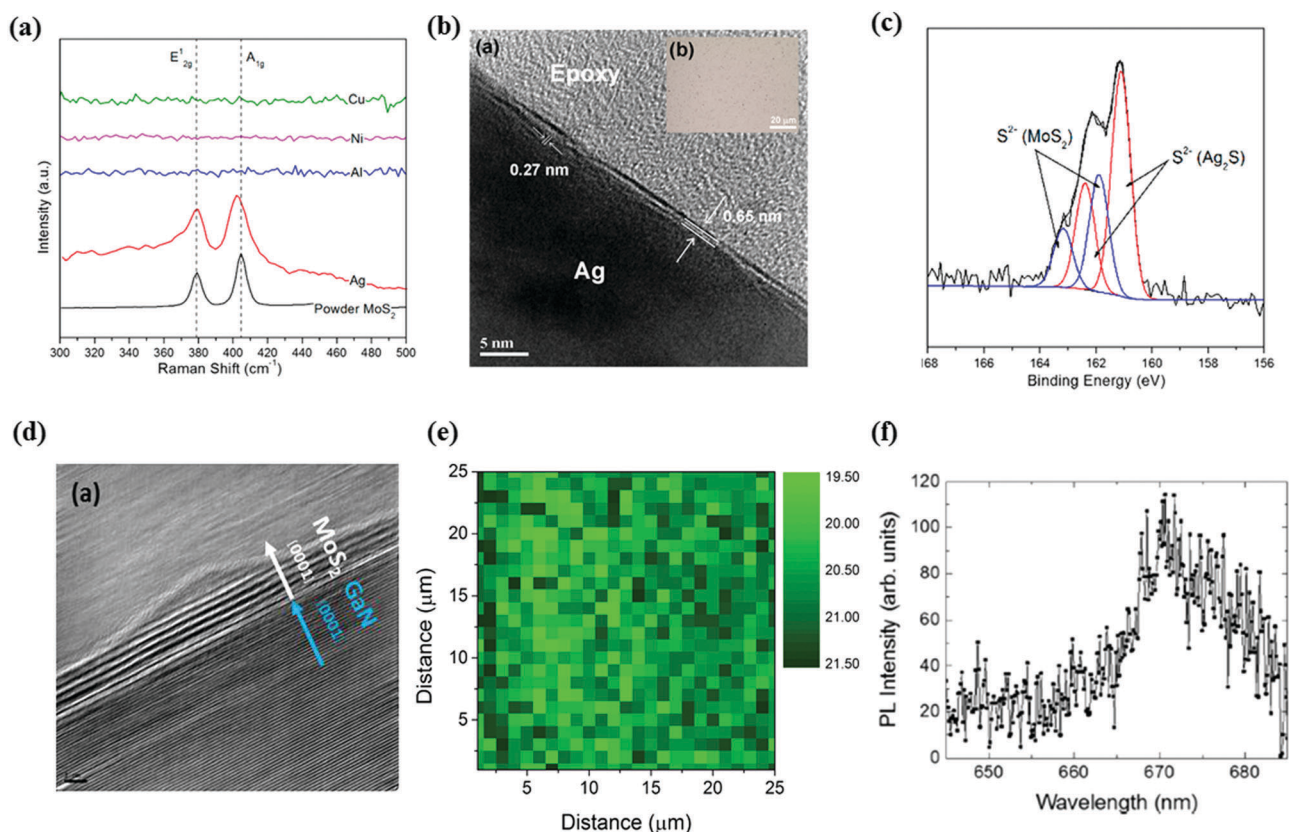 (a)
E¹₂g
A₁g
Cu
Ni
Al
Ag
Powder MoS₂
Intensity (a.u.)
300 320 340 360 380 400 420 440 460 480 500
Raman Shift (cm⁻¹)
(b)
(a)
Epoxy
(b)
20 μm
0.27 nm
0.65 nm
Ag
5 nm
(c)
S²⁻ (MoS₂)
S²⁻ (Ag₂S)
168 166 164 162 160 158 156
Binding Energy (eV)
(d)
(a)
MoS₂
(0001)
GaN
(0001)
(e)
Distance (μm)
25
20
15
10
5
5 10 15 20 25
Distance (μm)
19.50
20.00
20.50
21.00
21.50
(f)
PL Intensity (arb. units)
120
100
80
60
40
20
0
650 660 670 680
Wavelength (nm)